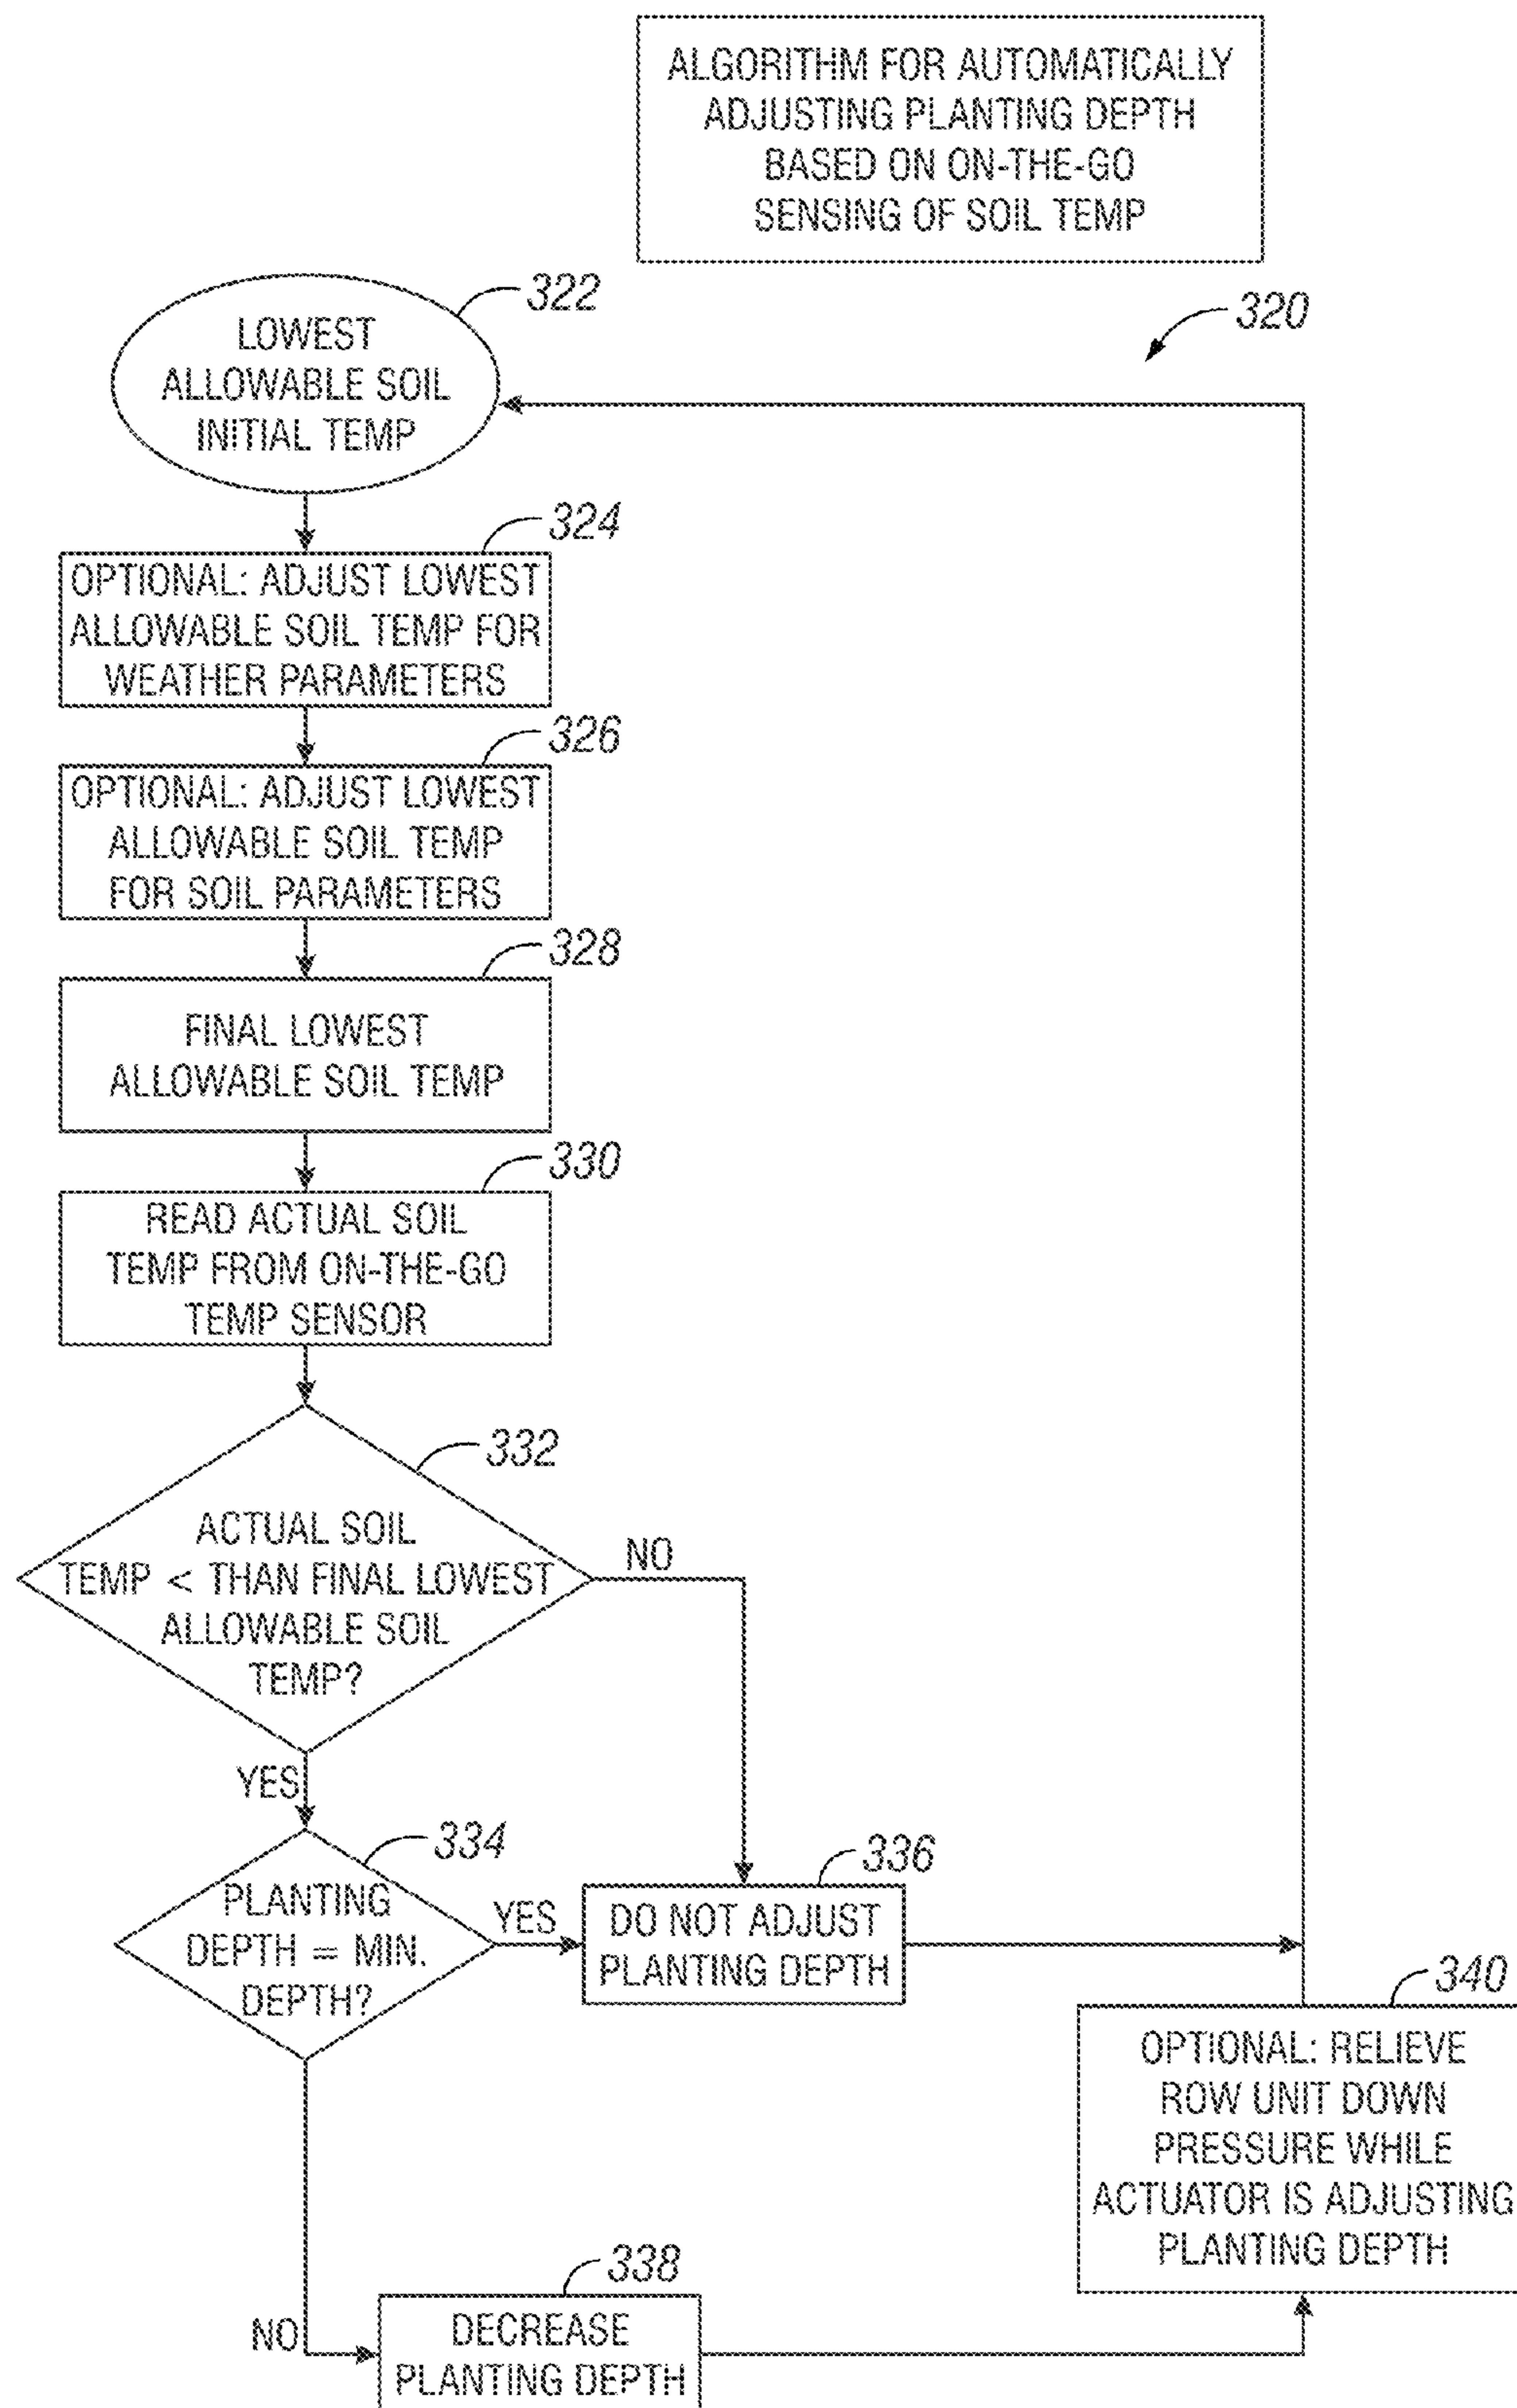 ALGORITHM FOR AUTOMATICALLY
ADJUSTING PLANTING DEPTH
BASED ON ON-THE-GO
SENSING OF SOIL TEMP
320
322
LOWEST
ALLOWABLE SOIL
INITIAL TEMP
324
OPTIONAL: ADJUST LOWEST
ALLOWABLE SOIL TEMP FOR
WEATHER PARAMETERS
326
OPTIONAL: ADJUST LOWEST
ALLOWABLE SOIL TEMP
FOR SOIL PARAMETERS
328
FINAL LOWEST
ALLOWABLE SOIL TEMP
330
READ ACTUAL SOIL
TEMP FROM ON-THE-GO
TEMP SENSOR
332
ACTUAL SOIL
TEMP < THAN FINAL LOWEST
ALLOWABLE SOIL
TEMP?
NO
YES
334
PLANTING
DEPTH = MIN.
DEPTH?
YES
336
DO NOT ADJUST
PLANTING DEPTH
340
OPTIONAL: RELIEVE
ROW UNIT DOWN
PRESSURE WHILE
ACTUATOR IS ADJUSTING
PLANTING DEPTH
NO
338
DECREASE
PLANTING DEPTH